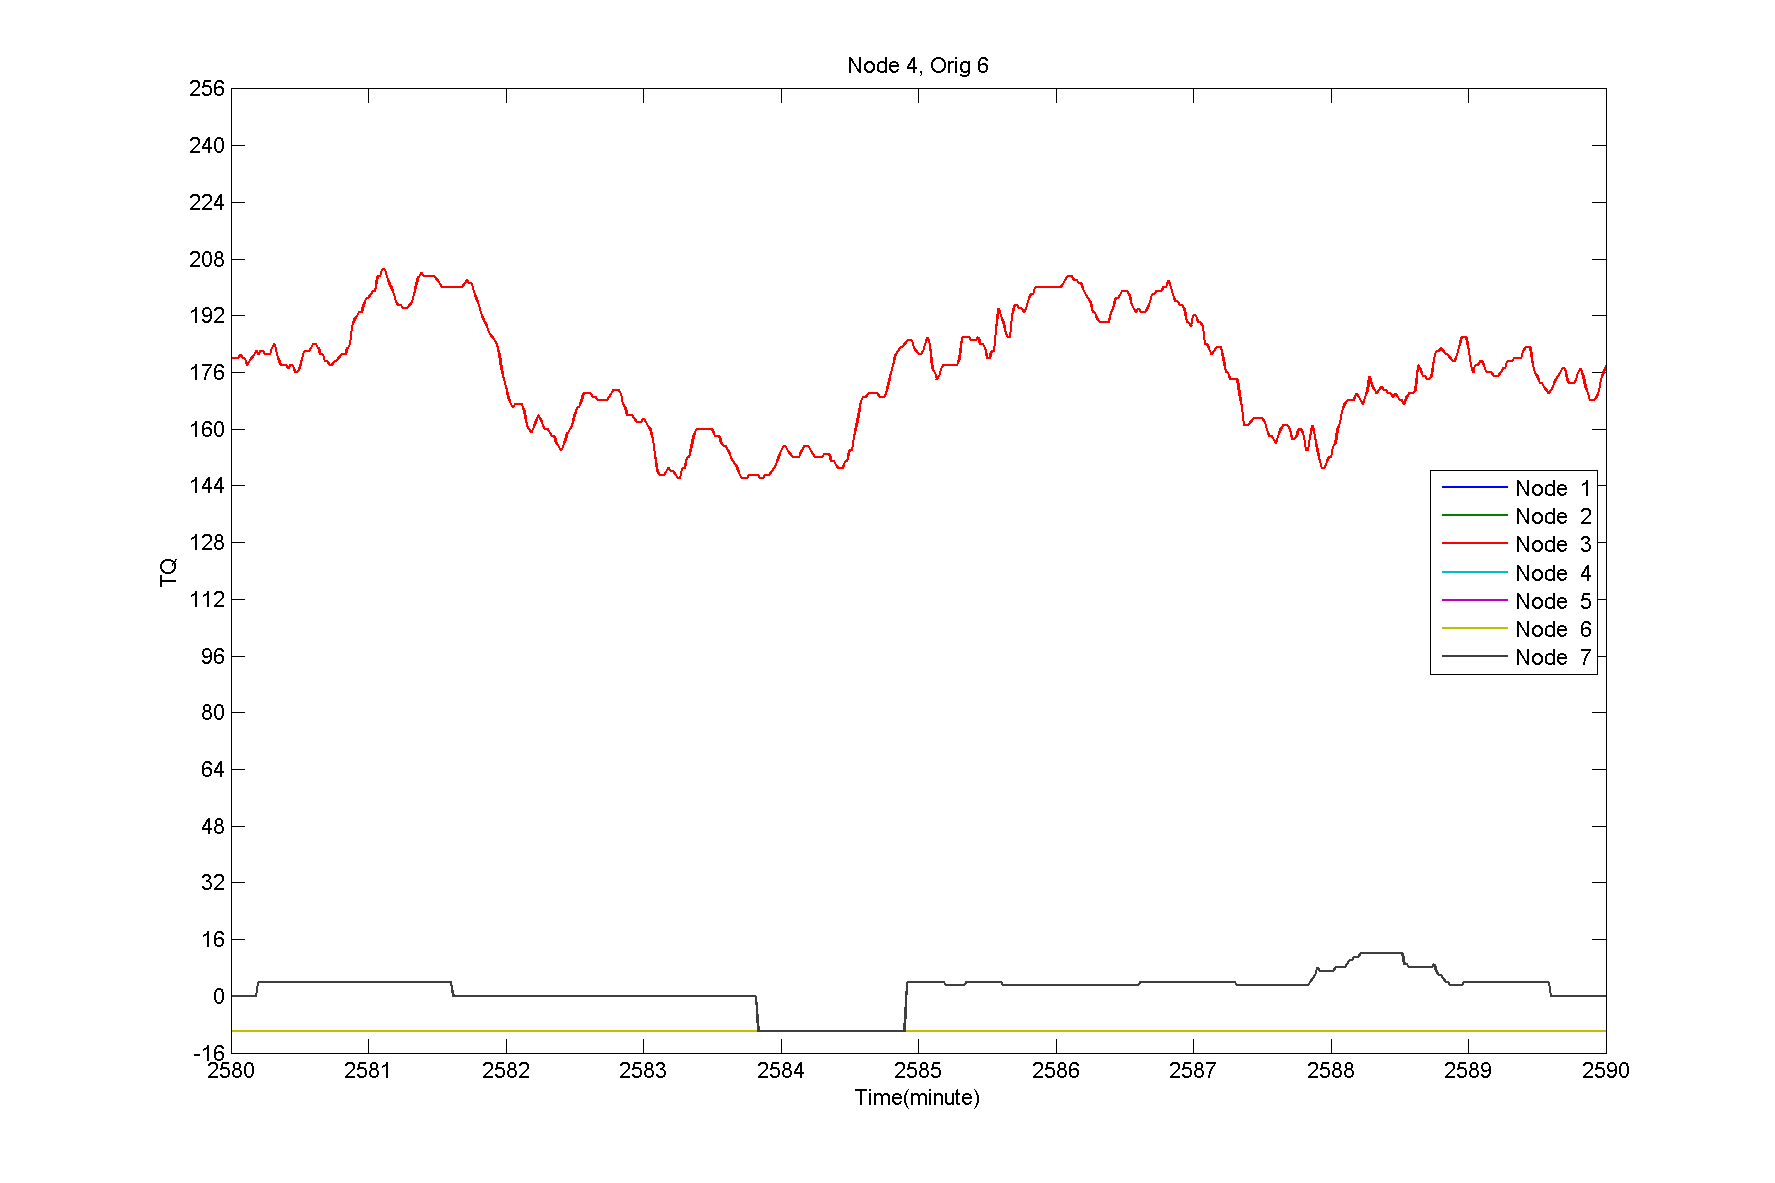 Node 4, Orig 6
256
240
224
208
192
176
160
144
128
112
96
80
64
48
32
16
0
-16
TQ
Node 1
Node 2
Node 3
Node 4
Node 5
Node 6
Node 7
2580 2581 2582 2583 2584 2585 2586 2587 2588 2589 2590
Time(minute)